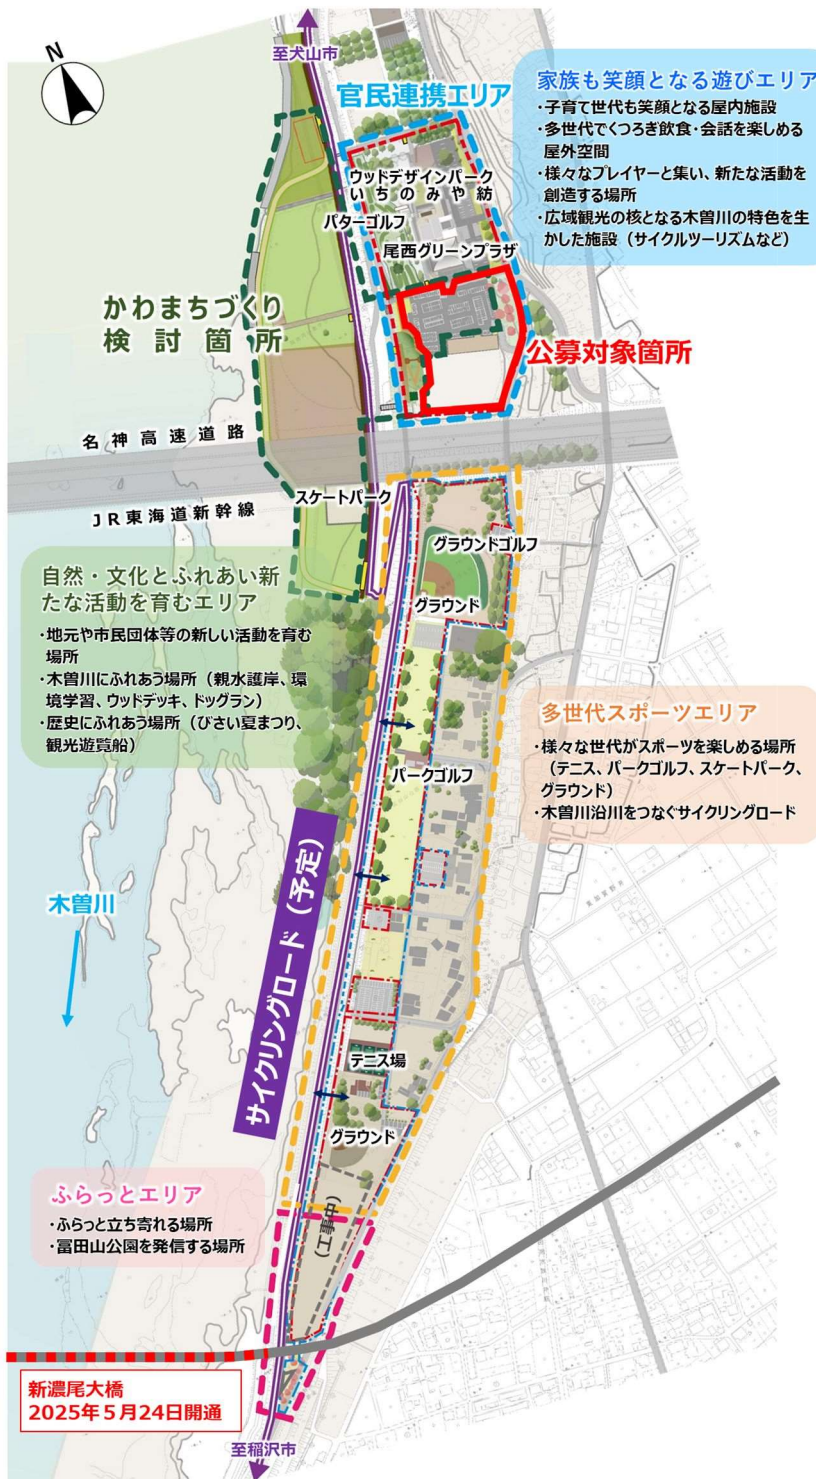 N
至犬山市
官民連携エリア
家族も笑顔となる遊びエリア
・子育て世代も笑顔となる屋内施設
・多世代でくつろぎ飲食・会話を楽しめる
屋外空間
・様々なプレイヤーと集い、新たな活動を
創造する場所
・広域観光の核となる木曽川の特色を生
かした施設（サイクルツーリズムなど）
ウッドデザインパーク
いちのみや紡
パターゴルフ
尾西グリーンプラザ
かわまちづくり
検討箇所
公募対象箇所
名神高速道路
スケートパーク
JR東海道新幹線
グラウンドゴルフ
グラウンド
自然・文化とふれあい新
たな活動を育むエリア
・地元や市民団体等の新しい活動を育む
場所
・木曽川にふれあう場所（親水護岸、環
境学習、ウッドデッキ、ドッグラン）
・歴史にふれあう場所（びさい夏まつり、
観光遊覧船）
多世代スポーツエリア
・様々な世代がスポーツを楽しめる場所
（テニス、パークゴルフ、スケートパーク、
グラウンド）
・木曽川沿川をつなぐサイクリングロード
パークゴルフ
サイクリングロード（予定）
木曽川
テニス場
グラウンド
ふらっとエリア
・ふらっと立ち寄れる場所
・冨田山公園を発信する場所
（工事中）
新濃尾大橋
2025年５月24日開通
至稲沢市